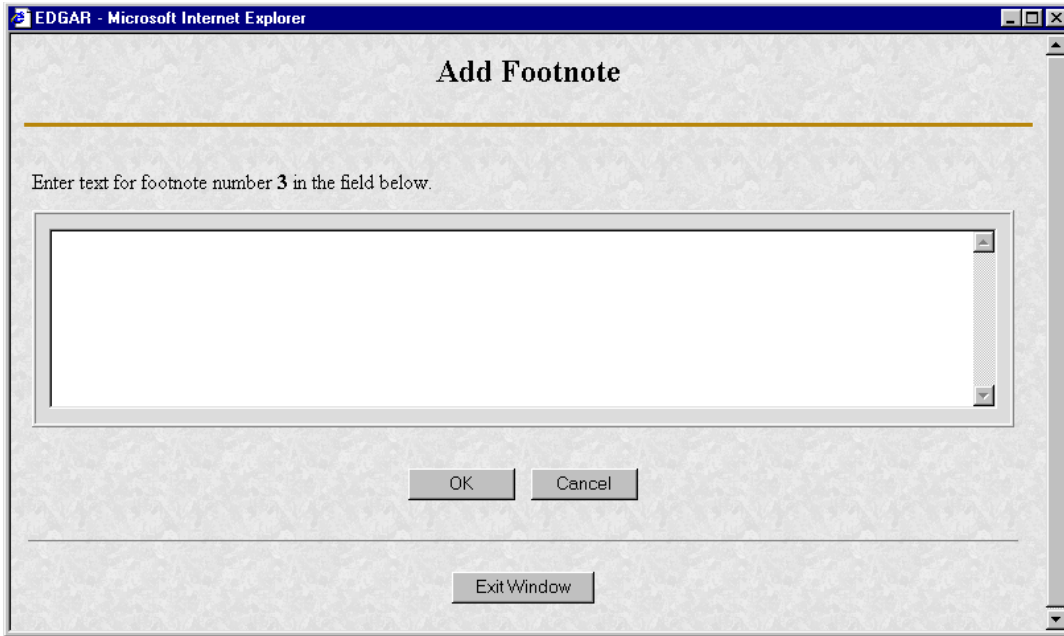 EDGAR - Microsoft Internet Explorer
Add Footnote
Enter text for footnote number 3 in the field below.
OK Cancel
Exit Window